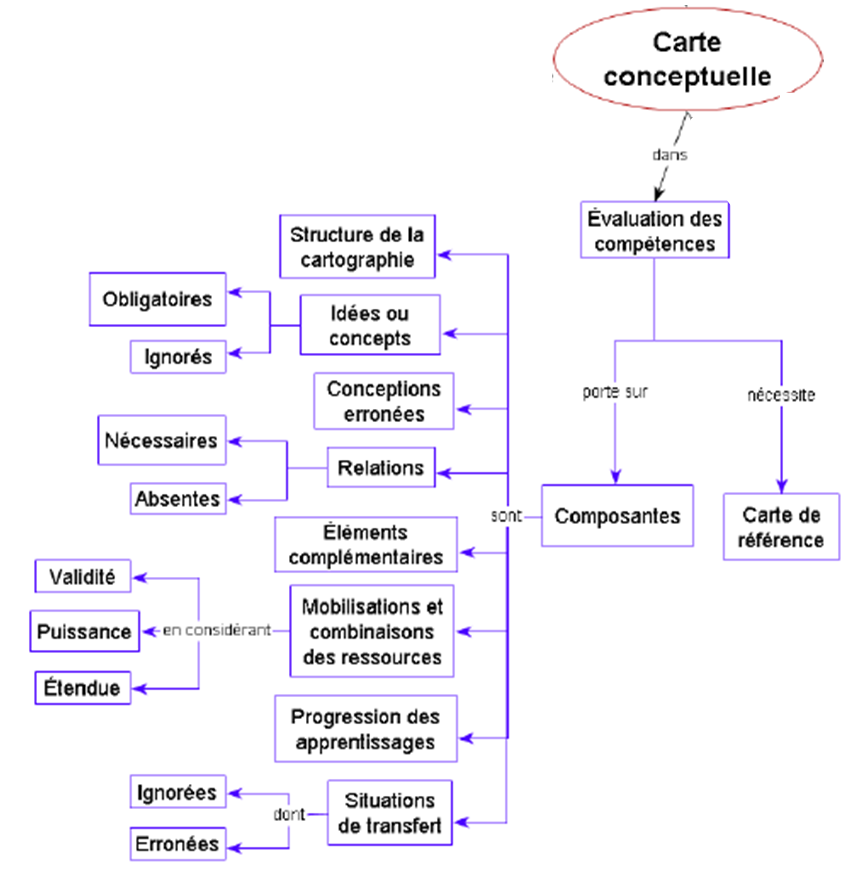 Carte
conceptuelle
dans
Évaluation des
compétences
porte sur
nécessite
Composantes
Carte de
référence
sont
Structure de la
cartographie
Idées ou
concepts
Obligatoires
Ignorés
Conceptions
erronées
Relations
Nécessaires
Absentes
Éléments
complémentaires
Mobilisations et
combinaisons
des ressources
en considérant
Validité
Puissance
Étendue
Progression des
apprentissages
Situations
de transfert
dont
Ignorées
Erronées